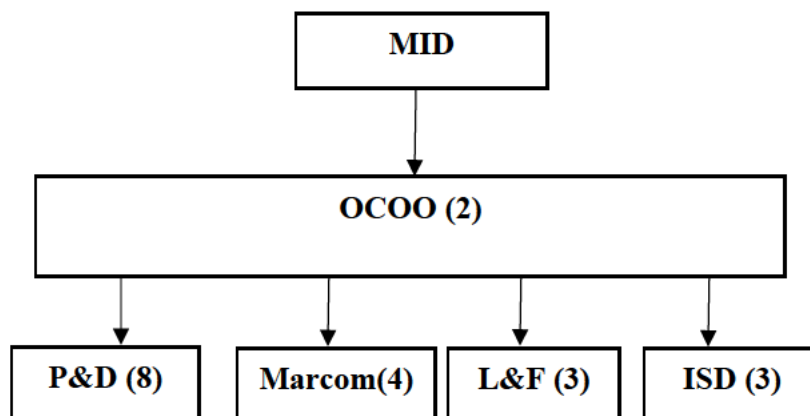 MID
OCOO (2)
P&D (8)
Marcom(4)
L&F (3)
ISD (3)